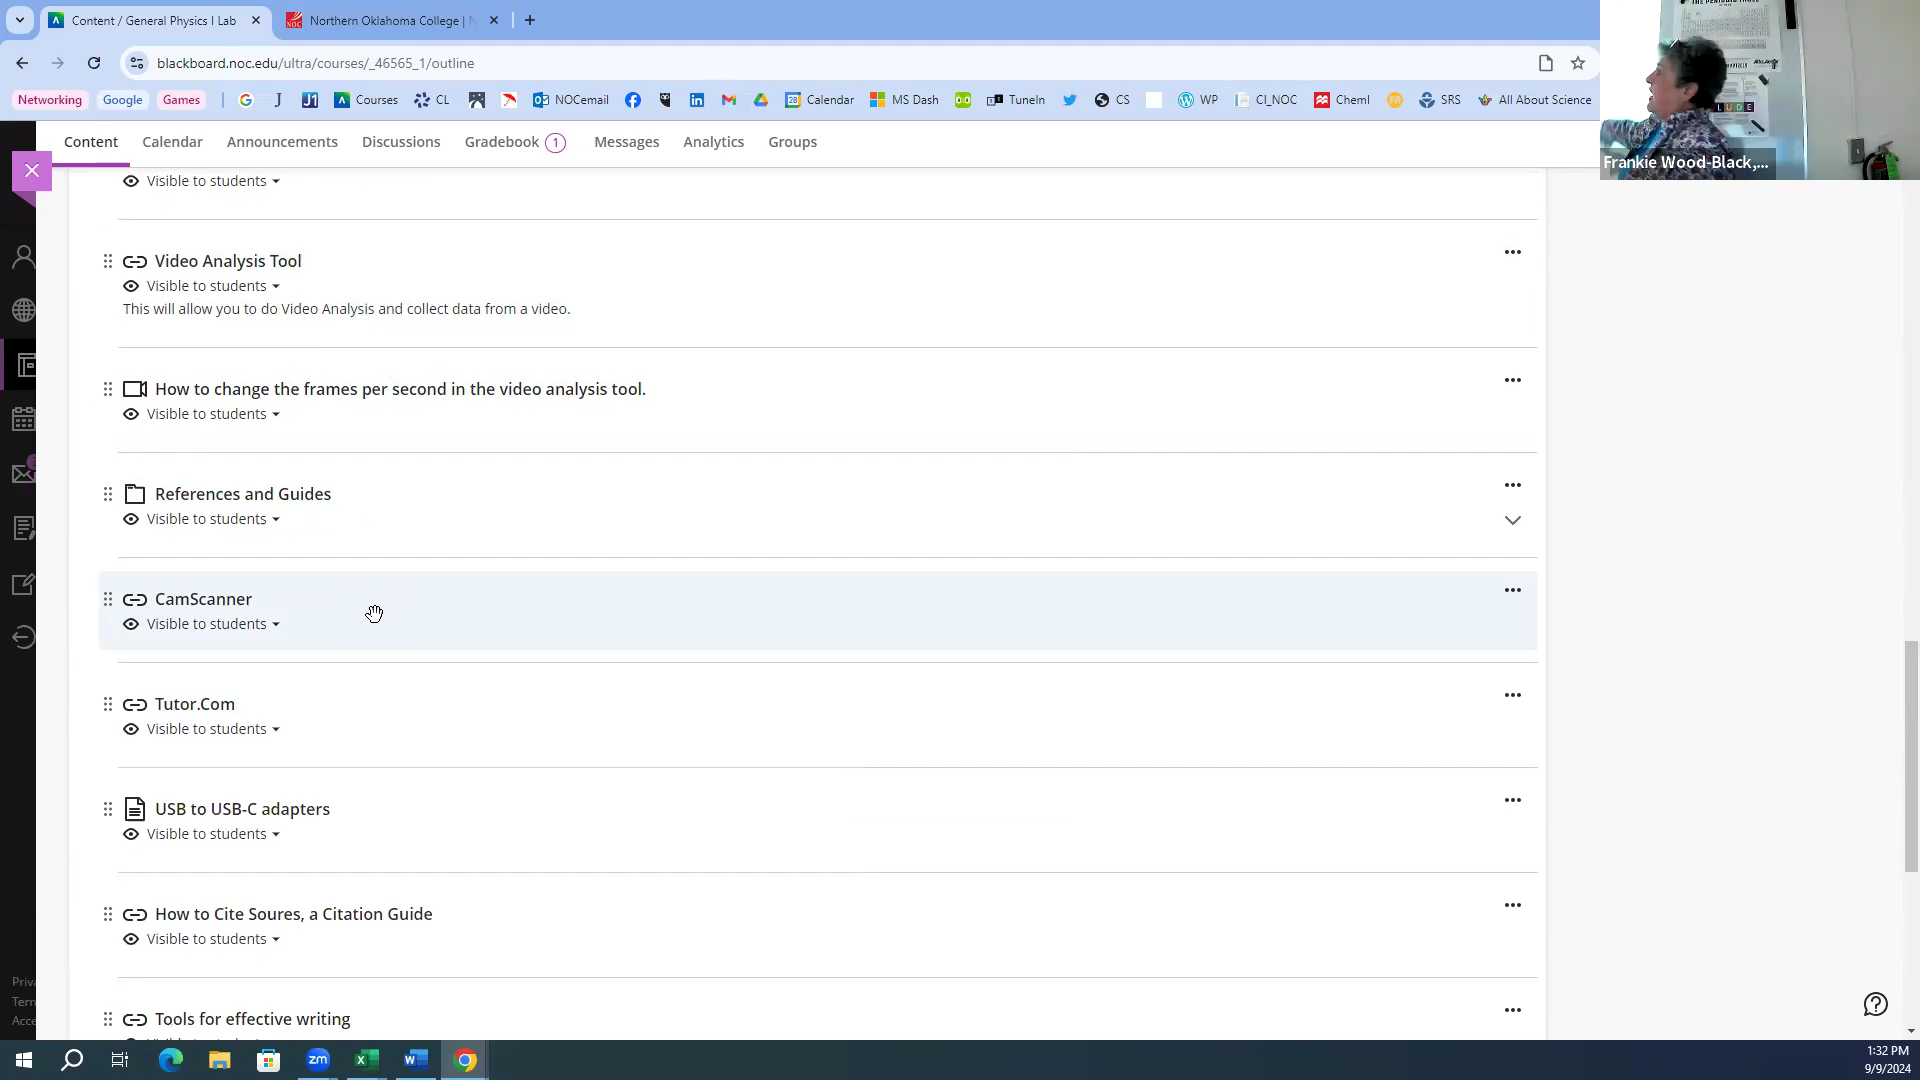 Content / General Physics I Lab
Northern Oklahoma College |
blackboard.noc.edu/ultra/courses/_46565_1/outline
Networking Google Games Courses CL NOCemail Calendar MS Dash TuneIn CS WP CI_NOC ChemI SRS All About Science
Content Calendar Announcements Discussions Gradebook 1 Messages Analytics Groups
Frankie Wood-Black,...
Visible to students
Video Analysis Tool
Visible to students
This will allow you to do Video Analysis and collect data from a video.
How to change the frames per second in the video analysis tool.
Visible to students
References and Guides
Visible to students
CamScanner
Visible to students
Tutor.Com
Visible to students
USB to USB-C adapters
Visible to students
How to Cite Soures, a Citation Guide
Visible to students
Priva
Term
Acce
Tools for effective writing
1:32 PM
9/9/2024